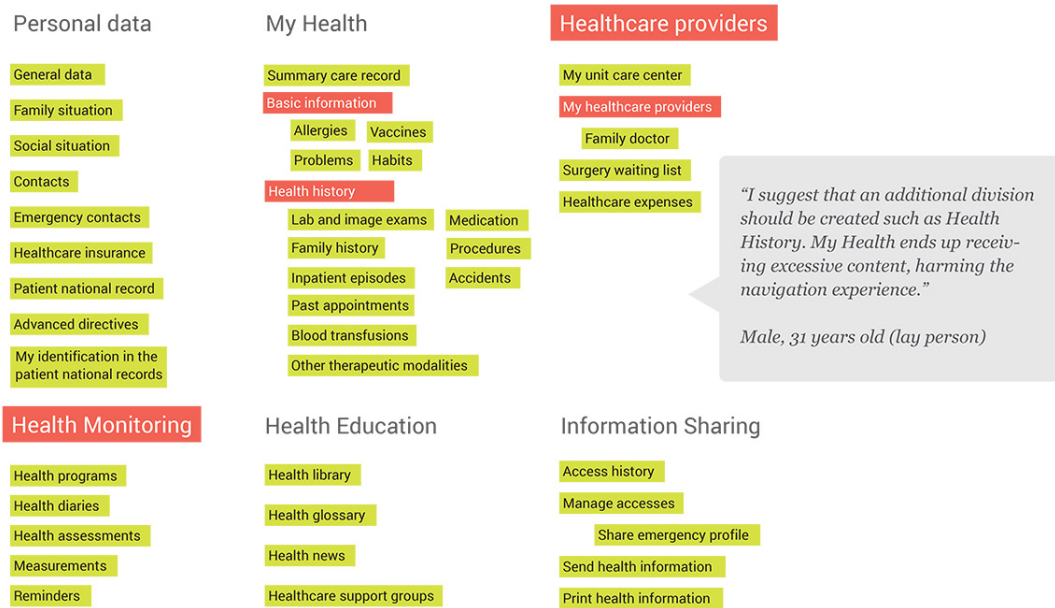 Personal data
General data
Family situation
Social situation
Contacts
Emergency contacts
Healthcare insurance
Patient national record
Advanced directives
My identification in the
patient national records
My Health
Summary care record
Basic information
Allergies
Vaccines
Problems
Habits
Health history
Lab and image exams
Medication
Family history
Procedures
Inpatient episodes
Accidents
Past appointments
Blood transfusions
Other therapeutic modalities
Healthcare providers
My unit care center
My healthcare providers
Family doctor
Surgery waiting list
Healthcare expenses
“I suggest that an additional division
should be created such as Health
History. My Health ends up receiv-
ing excessive content, harming the
navigation experience.”
Male, 31 years old (lay person)
Health Monitoring
Health programs
Health diaries
Health assessments
Measurements
Reminders
Health Education
Health library
Health glossary
Health news
Healthcare support groups
Information Sharing
Access history
Manage accesses
Share emergency profile
Send health information
Print health information